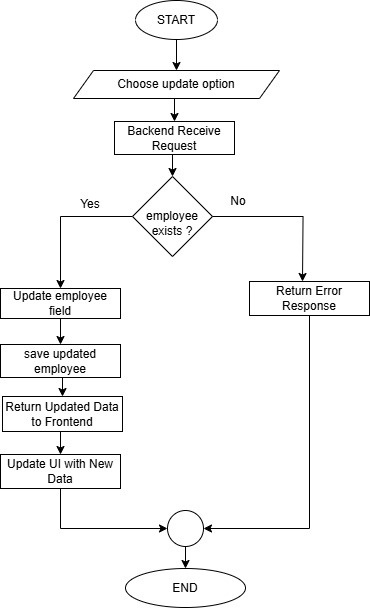 START
Choose update option
Backend Receive
Request
employee
exists ?
Yes
No
Update employee
field
save updated
employee
Return Updated Data
to Frontend
Update UI with New
Data
Return Error
Response
END